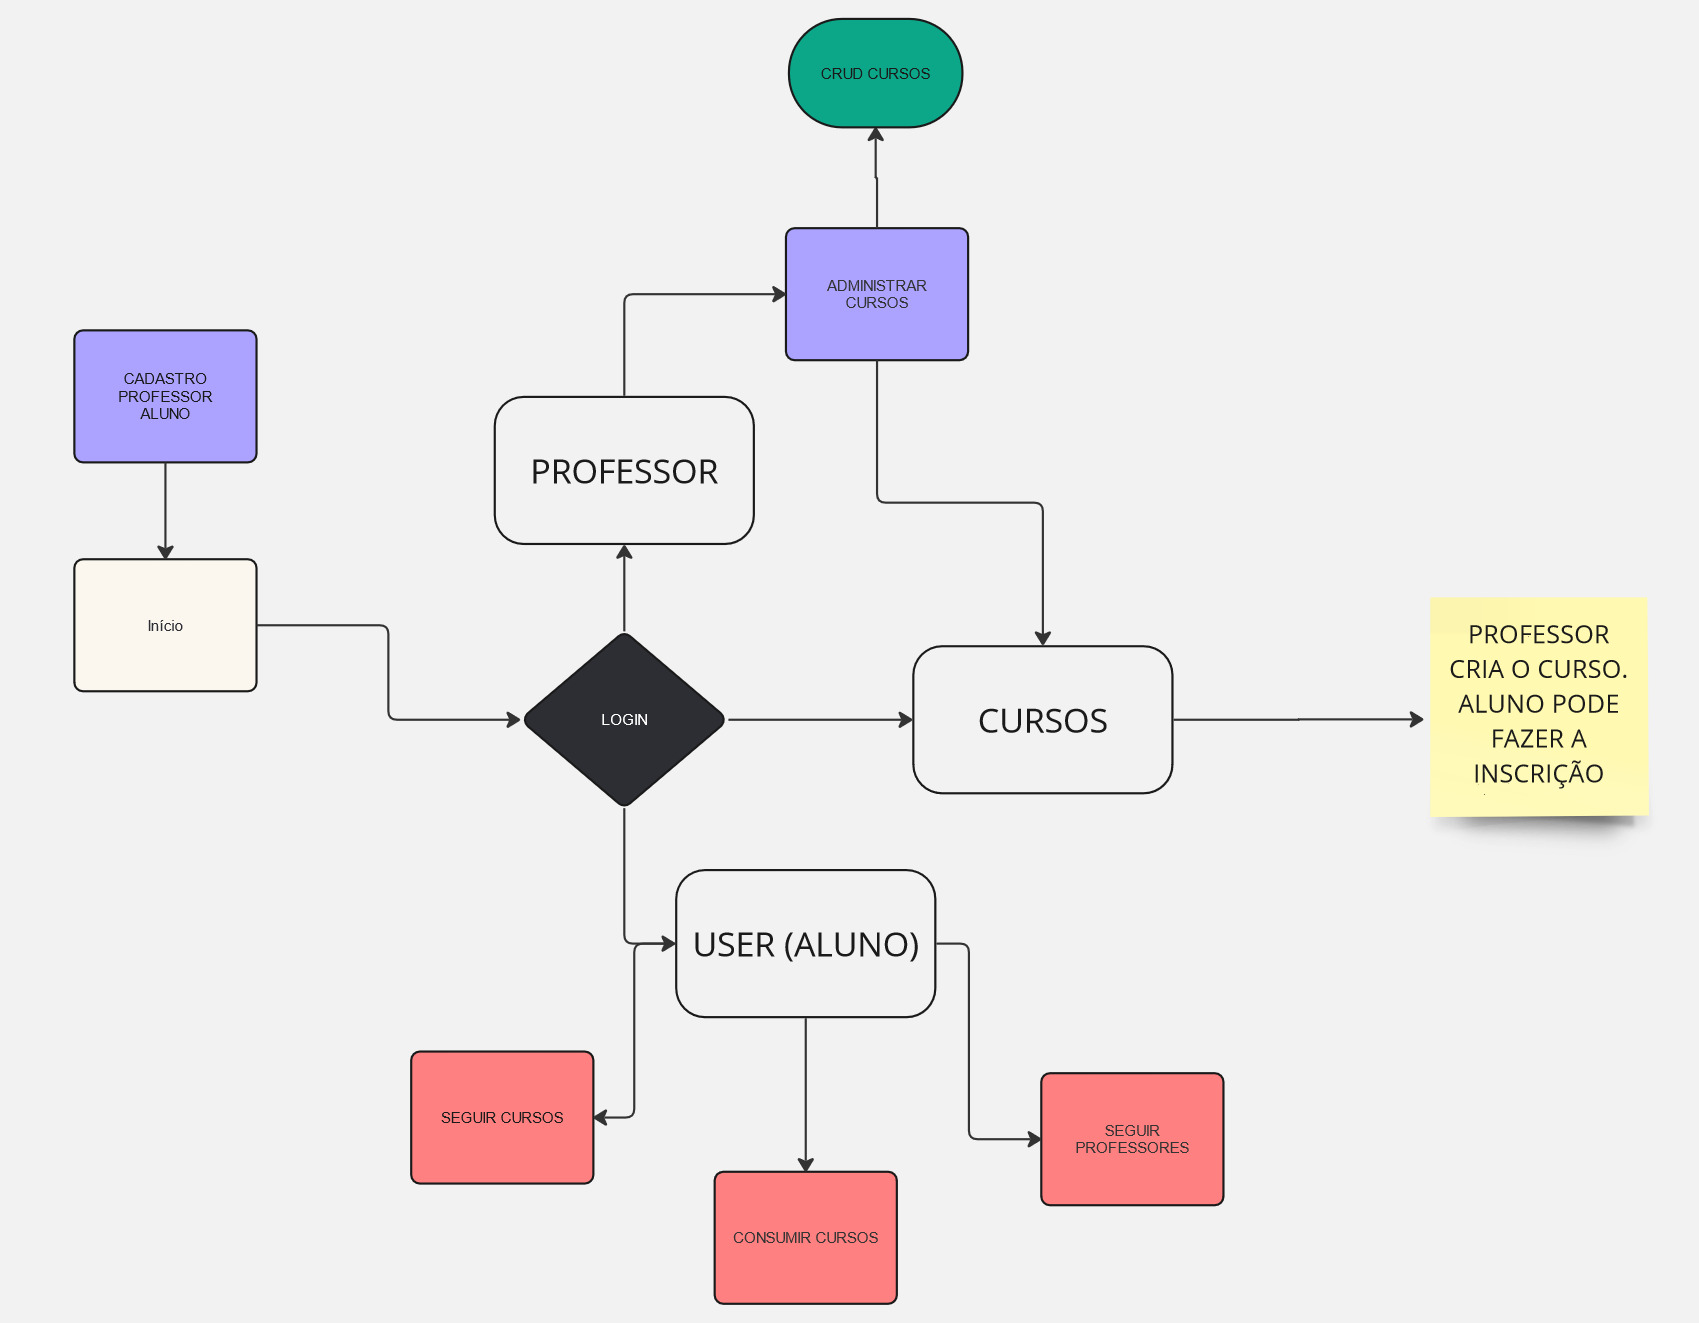 CRUD CURSOS
ADMINISTRAR
CURSOS
CADASTRO
PROFESSOR
ALUNO
PROFESSOR
Início
LOGIN
CURSOS
PROFESSOR
CRIA O CURSO.
ALUNO PODE
FAZER A
INSCRIÇÃO
USER (ALUNO)
SEGUIR CURSOS
SEGUIR
PROFESSORES
CONSUMIR CURSOS